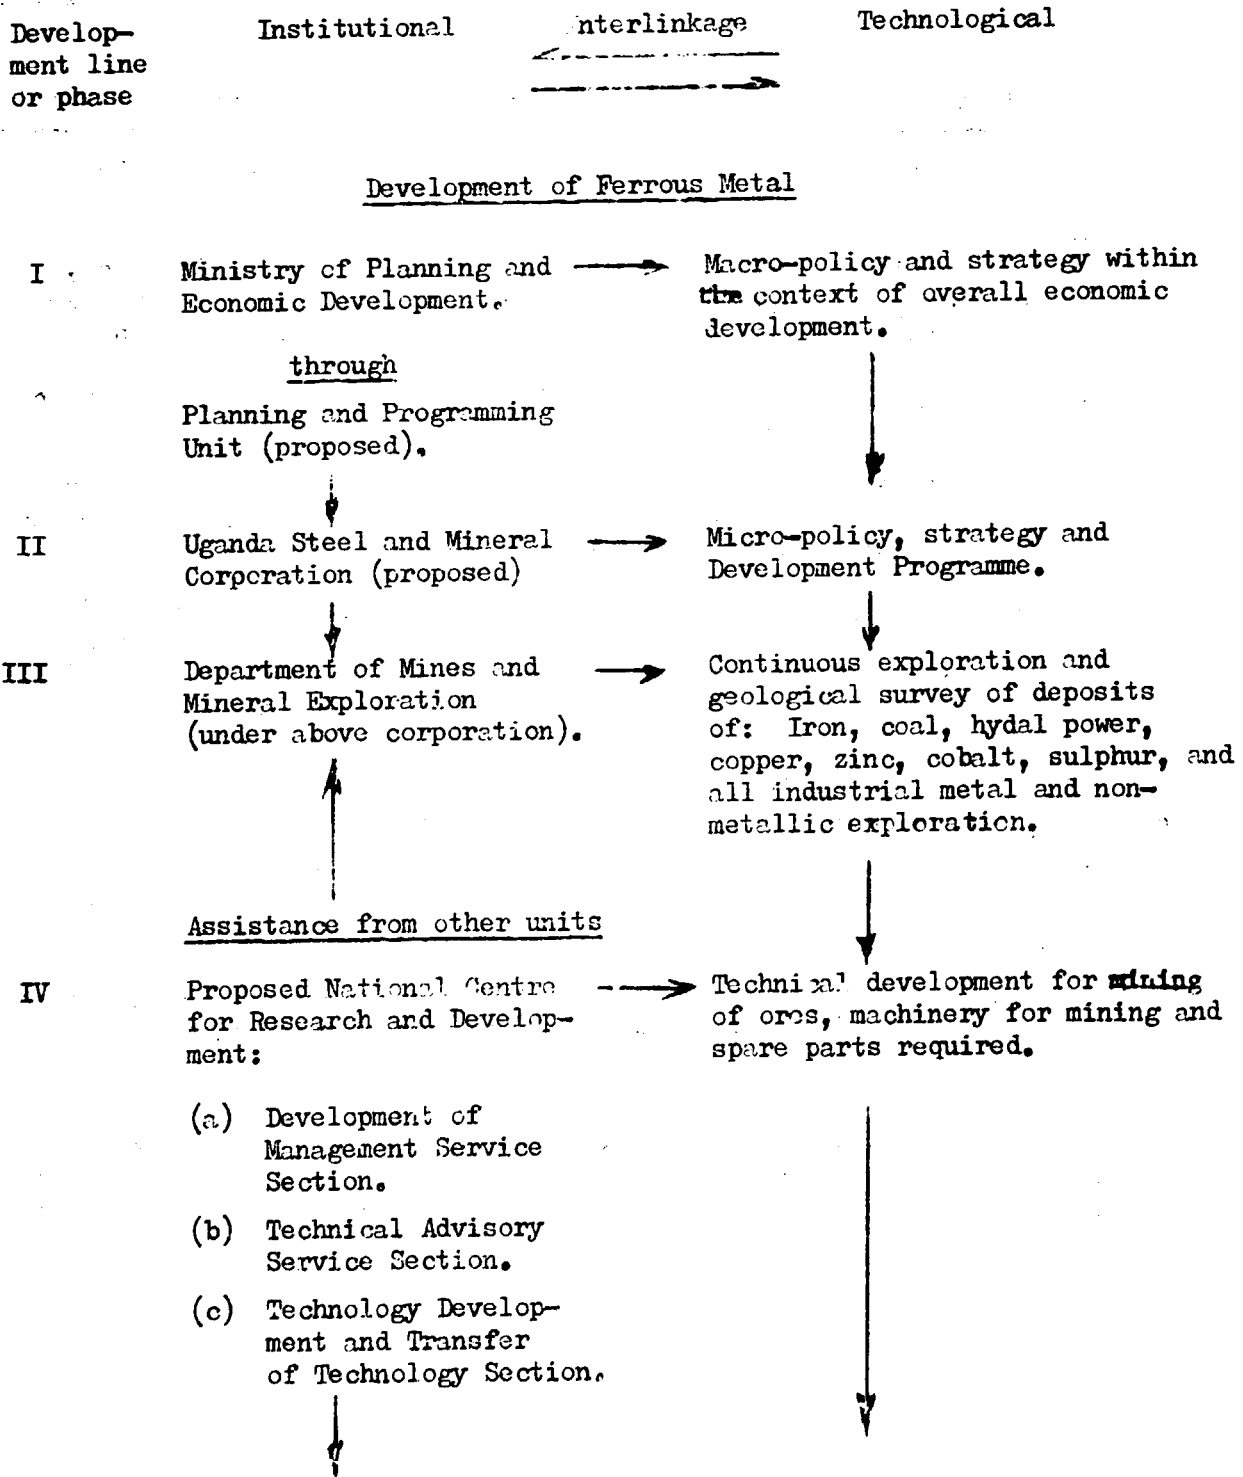 Develop-
ment line
or phase
Institutional
nterlinkage
Technological
Development of Ferrous Metal
I
Ministry of Planning and
Economic Development.
Macro-policy and strategy within
the context of overall economic
development.
through
Planning and Programming
Unit (proposed).
II
Uganda Steel and Mineral
Corporation (proposed)
Micro-policy, strategy and
Development Programme.
III
Department of Mines and
Mineral Exploration
(under above corporation).
Continuous exploration and
geological survey of deposits
of: Iron, coal, hydal power,
copper, zinc, cobalt, sulphur, and
all industrial metal and non-
metallic exploration.
Assistance from other units
IV
Proposed National Centre
for Research and Develop-
ment:
Technical development for mining
of ores, machinery for mining and
spare parts required.
(a) Development of
Management Service
Section.
(b) Technical Advisory
Service Section.
(c) Technology Develop-
ment and Transfer
of Technology Section.